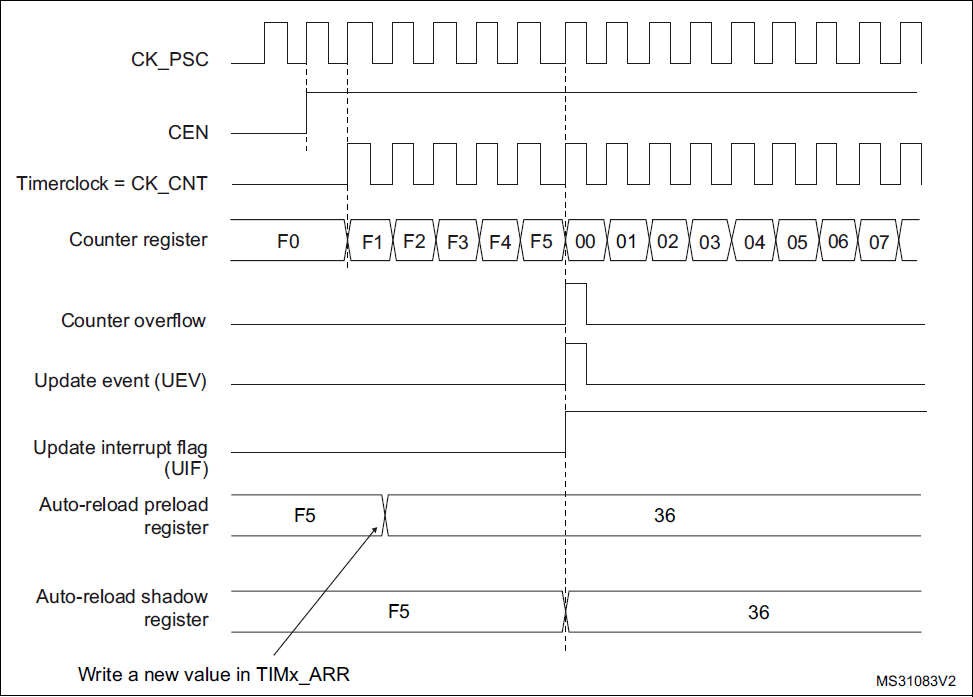 CK_PSC
CEN
Timerclock = CK_CNT
Counter register
F0 F1 F2 F3 F4 F5 00 01 02 03 04 05 06 07
Counter overflow
Update event (UEV)
Update interrupt flag
(UIF)
Auto-reload preload
register
F5 36
Auto-reload shadow
register
F5 36
Write a new value in TIMx_ARR
MS31083V2